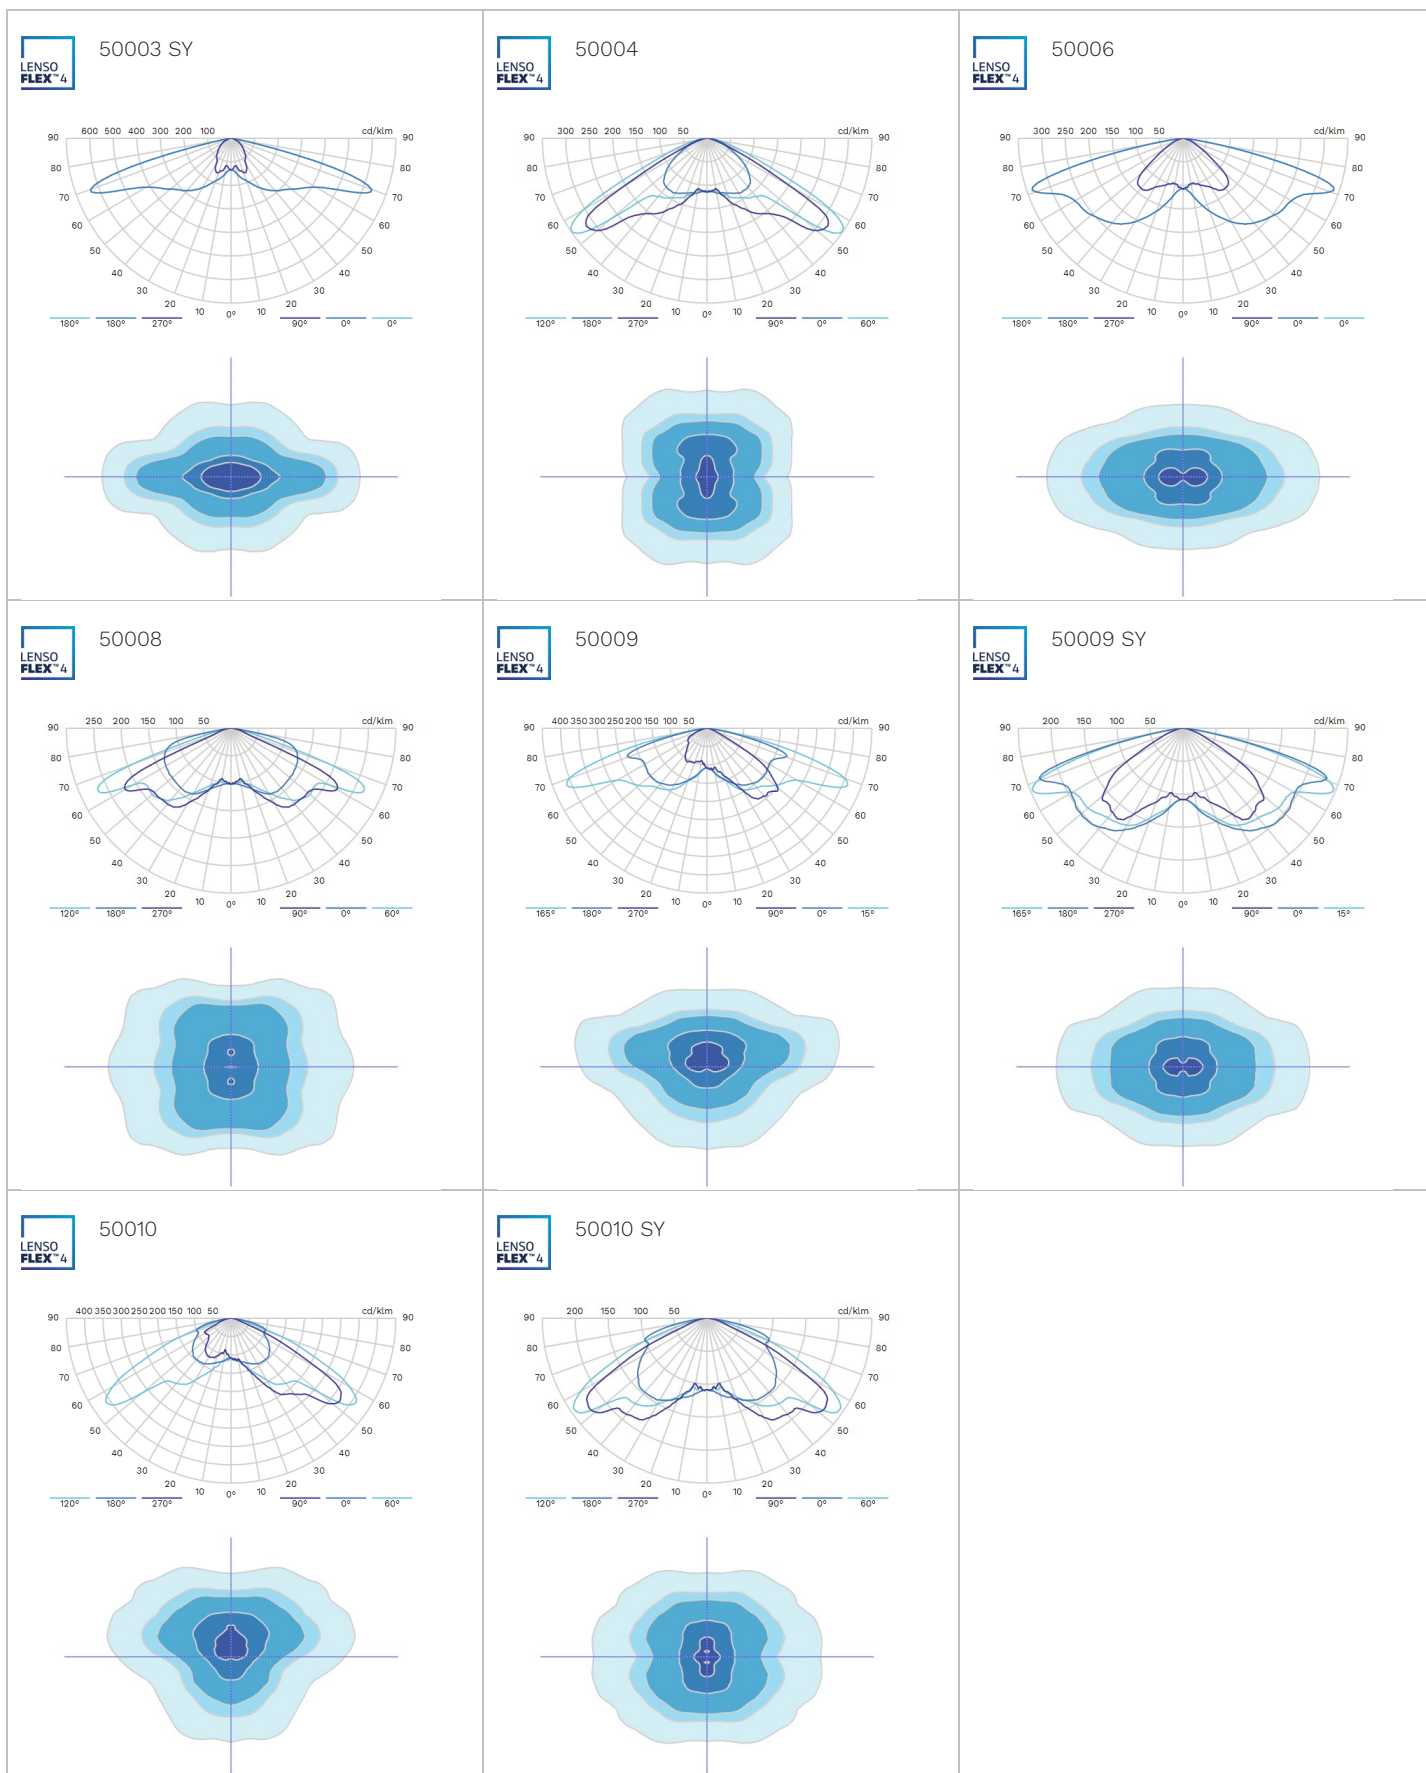 LENSO
FLEX™4
50003 SY
600 500 400 300 200 100 cd/klm
90 90
80 80
70 70
60 60
50 50
40 40
30 30
20 20
10 0° 10
180° 180° 270° 90° 0° 0°
LENSO
FLEX™4
50004
300 250 200 150 100 50 cd/klm
90 90
80 80
70 70
60 60
50 50
40 40
30 30
20 20
10 0° 10
120° 180° 270° 90° 0° 60°
LENSO
FLEX™4
50006
300 250 200 150 100 50 cd/klm
90 90
80 80
70 70
60 60
50 50
40 40
30 30
20 20
10 0° 10
180° 180° 270° 90° 0° 0°
LENSO
FLEX™4
50008
250 200 150 100 50 cd/klm
90 90
80 80
70 70
60 60
50 50
40 40
30 30
20 20
10 0° 10
120° 180° 270° 90° 0° 60°
LENSO
FLEX™4
50009
400 350 300 250 200 150 100 50 cd/klm
90 90
80 80
70 70
60 60
50 50
40 40
30 30
20 20
10 0° 10
165° 180° 270° 90° 0° 15°
LENSO
FLEX™4
50009 SY
200 150 100 50 cd/klm
90 90
80 80
70 70
60 60
50 50
40 40
30 30
20 20
10 0° 10
165° 180° 270° 90° 0° 15°
LENSO
FLEX™4
50010
400 350 300 250 200 150 100 50 cd/klm
90 90
80 80
70 70
60 60
50 50
40 40
30 30
20 20
10 0° 10
120° 180° 270° 90° 0° 60°
LENSO
FLEX™4
50010 SY
200 150 100 50 cd/klm
90 90
80 80
70 70
60 60
50 50
40 40
30 30
20 20
10 0° 10
120° 180° 270° 90° 0° 60°